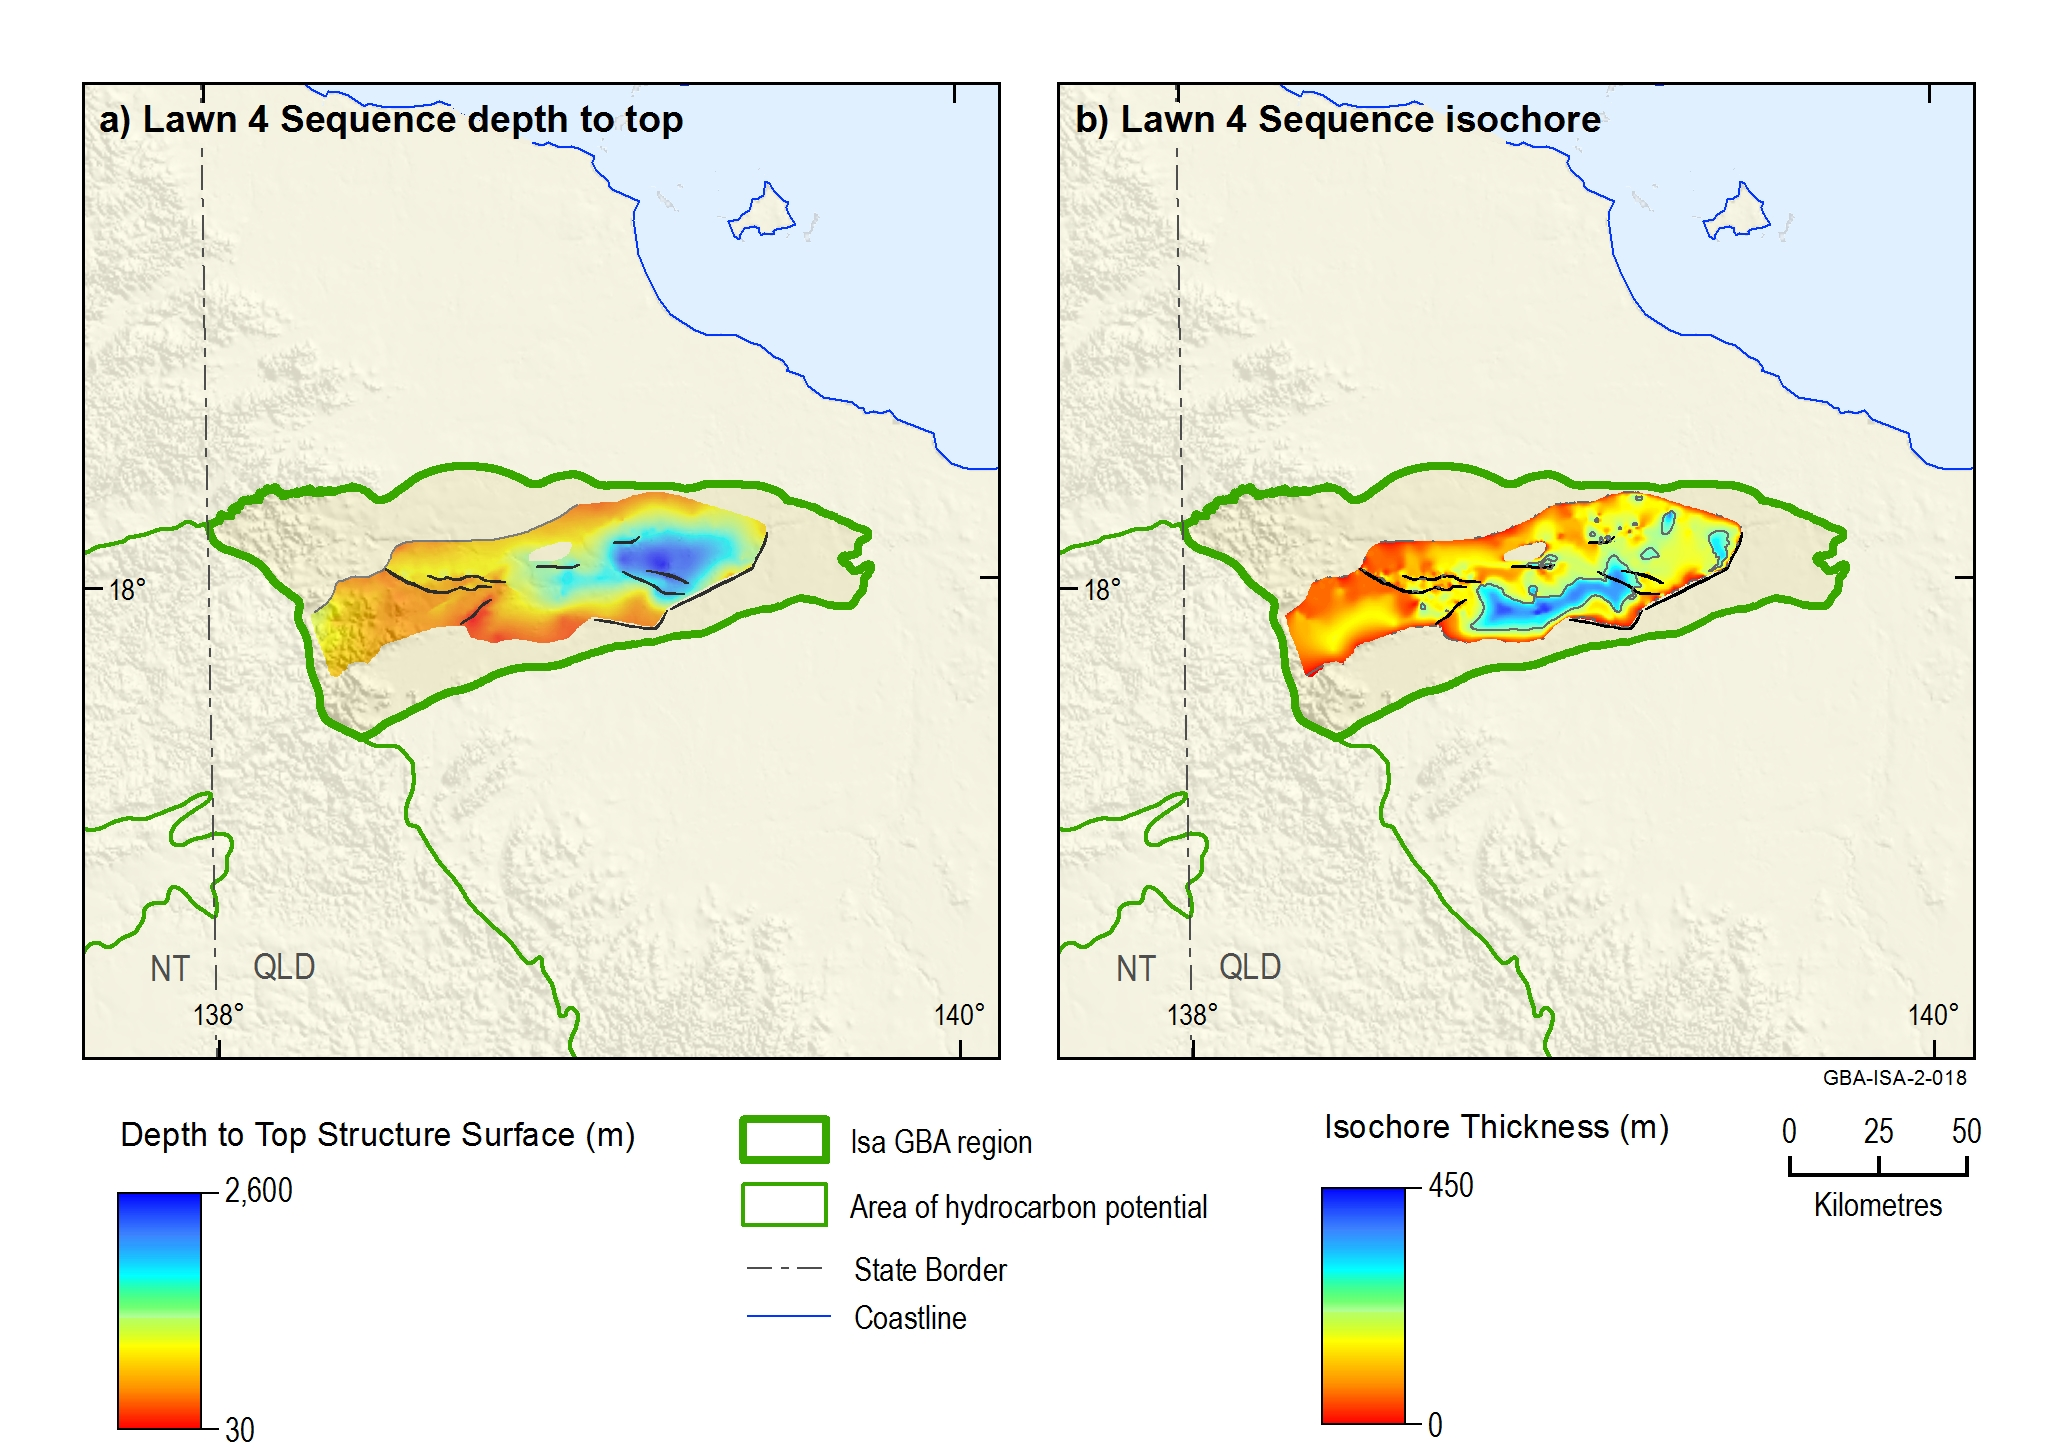 a) Lawn 4 Sequence depth to top
18°
NT
QLD
138°
140°
b) Lawn 4 Sequence isochore
18°
NT
QLD
138°
140°
GBA-ISA-2-018
Depth to Top Structure Surface (m)
2,600
30
Isa GBA region
Area of hydrocarbon potential
State Border
Coastline
Isochore Thickness (m)
450
0
0 25 50
Kilometres